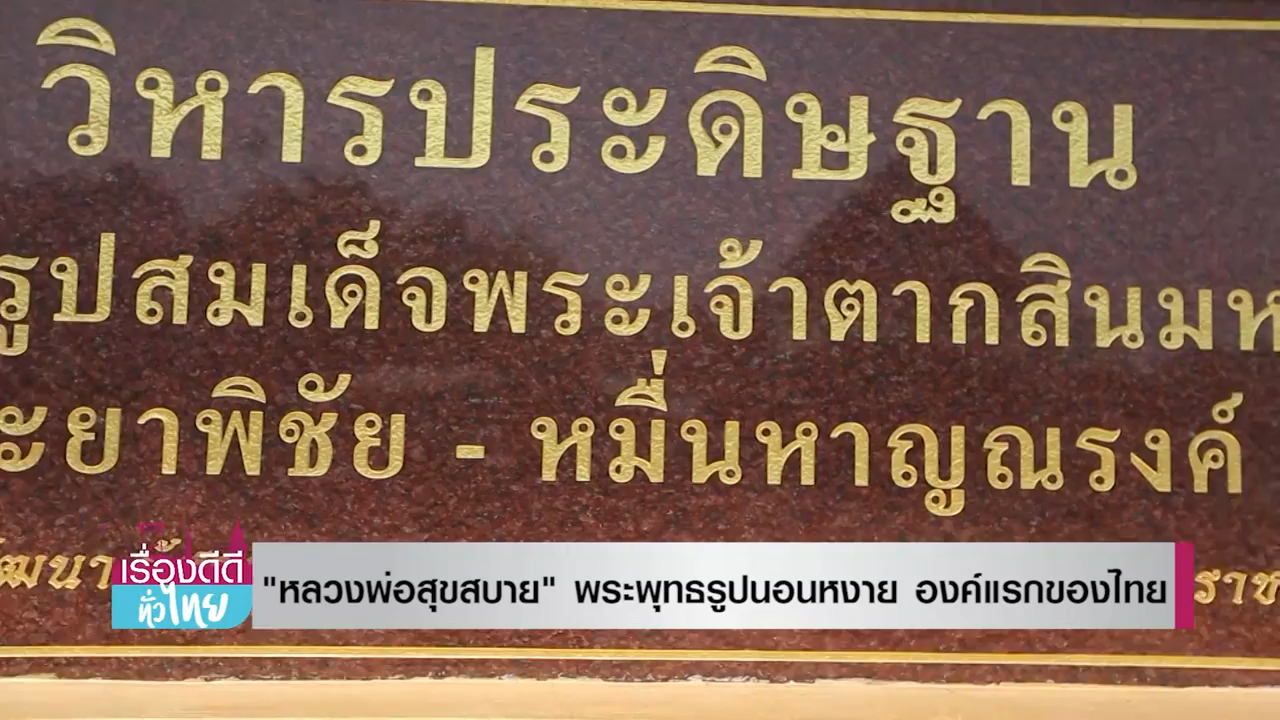 วิหารประดิษฐาน
รูปสมเด็จพระเจ้าตากสินมห
ะยาพิชัย - หมื่นหาญณรงค์
เรื่องดีดี
ทั่วไทย
"หลวงพ่อสุขสบาย" พระพุทธรูปนอนหงาย องค์แรกของไทย